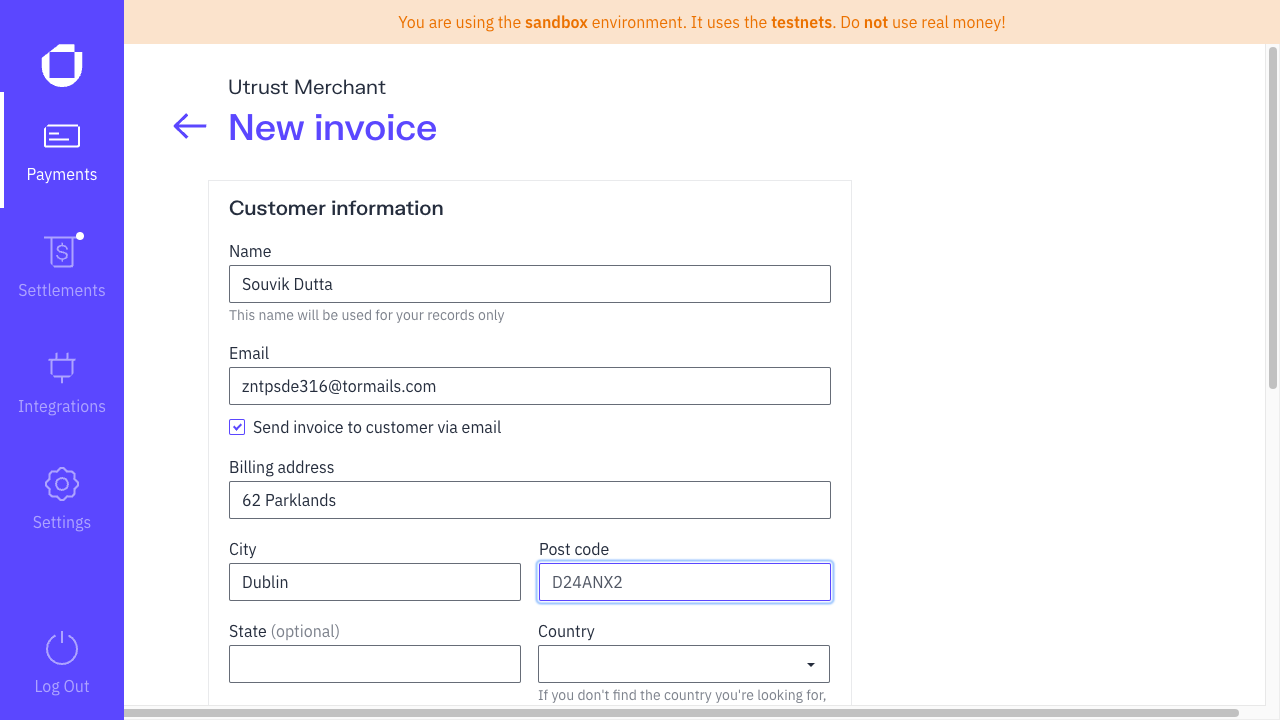 You are using the sandbox environment. It uses the testnets. Do not use real money!
Utrust Merchant
New invoice
Payments
Settlements
Integrations
Settings
Log Out
Customer information
Name
Souvik Dutta
This name will be used for your records only
Email
zntpsde316@tormails.com
Send invoice to customer via email
Billing address
62 Parklands
City
Post code
Dublin
D24ANX2
State (optional)
Country
If you don't find the country you're looking for,